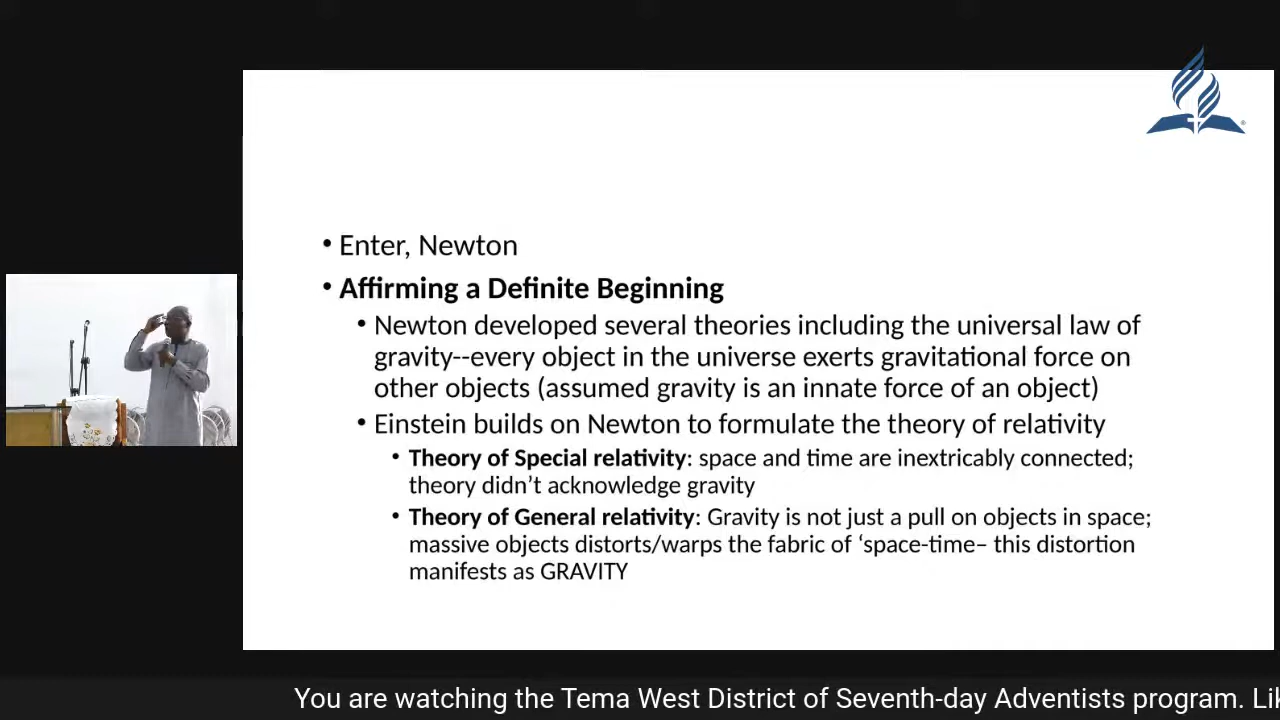 • Enter, Newton
• Affirming a Definite Beginning
• Newton developed several theories including the universal law of
gravity--every object in the universe exerts gravitational force on
other objects (assumed gravity is an innate force of an object)
• Einstein builds on Newton to formulate the theory of relativity
• Theory of Special relativity: space and time are inextricably connected;
theory didn’t acknowledge gravity
• Theory of General relativity: Gravity is not just a pull on objects in space;
massive objects distorts/warps the fabric of ‘space-time– this distortion
manifests as GRAVITY
You are watching the Tema West District of Seventh-day Adventists program. Li